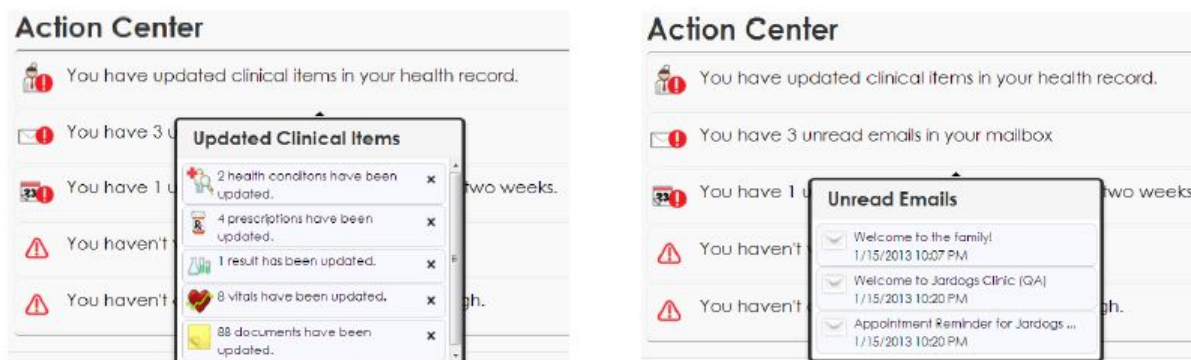 Action Center
You have updated clinical items in your health record.
You have 3 u
Updated Clinical Items
2 health conditons have been
updated.
You have 1 u
two weeks.
4 prescriptions have been
updated.
You haven't
1 result has been updated.
8 vitals have been updated.
You haven't
gh.
88 documents have been
updated.
Action Center
You have updated clinical items in your health record.
You have 3 unread emails in your mailbox
You have 1 u
two weeks
Unread Emails
Welcome to the family!
1/15/2013 10:07 PM
You haven't
Welcome to Jardogs Clinic (QA)
1/15/2013 10:20 PM
You haven't
gh.
Appointment Reminder for Jardogs ...
1/15/2013 10:20 PM